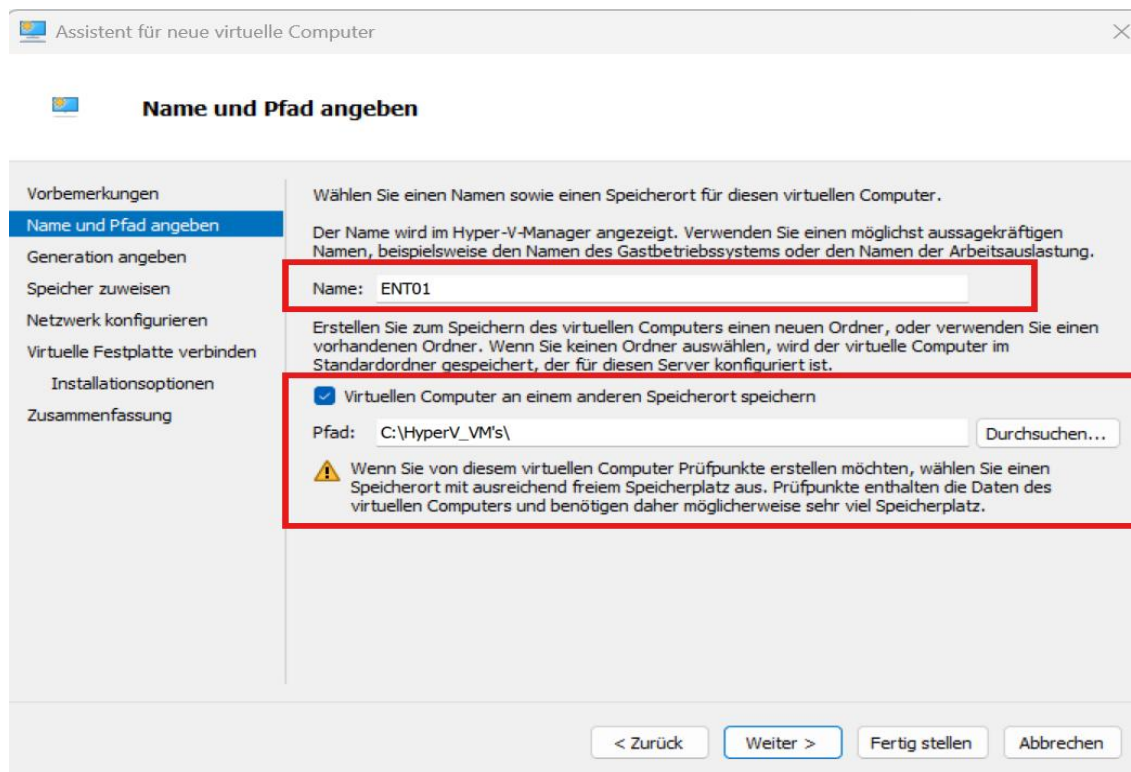 Assistent für neue virtuelle Computer
Name und Pfad angeben
Vorbemerkungen
Name und Pfad angeben
Generation angeben
Speicher zuweisen
Netzwerk konfigurieren
Virtuelle Festplatte verbinden
Installationsoptionen
Zusammenfassung
Wählen Sie einen Namen sowie einen Speicherort für diesen virtuellen Computer.
Der Name wird im Hyper-V-Manager angezeigt. Verwenden Sie einen möglichst aussagekräftigen
Namen, beispielsweise den Namen des Gastbetriebssystems oder den Namen der Arbeitsauslastung.
Name: ENT01
Erstellen Sie zum Speichern des virtuellen Computers einen neuen Ordner, oder verwenden Sie einen
vorhandenen Ordner. Wenn Sie keinen Ordner auswählen, wird der virtuelle Computer im
Standardordner gespeichert, der für diesen Server konfiguriert ist.
Virtuellen Computer an einem anderen Speicherort speichern
Pfad: C:\HyperV_VM's\ Durchsuchen...
Wenn Sie von diesem virtuellen Computer Prüfpunkte erstellen möchten, wählen Sie einen
Speicherort mit ausreichend freiem Speicherplatz aus. Prüfpunkte enthalten die Daten des
virtuellen Computers und benötigen daher möglicherweise sehr viel Speicherplatz.
< Zurück Weiter > Fertig stellen Abbrechen